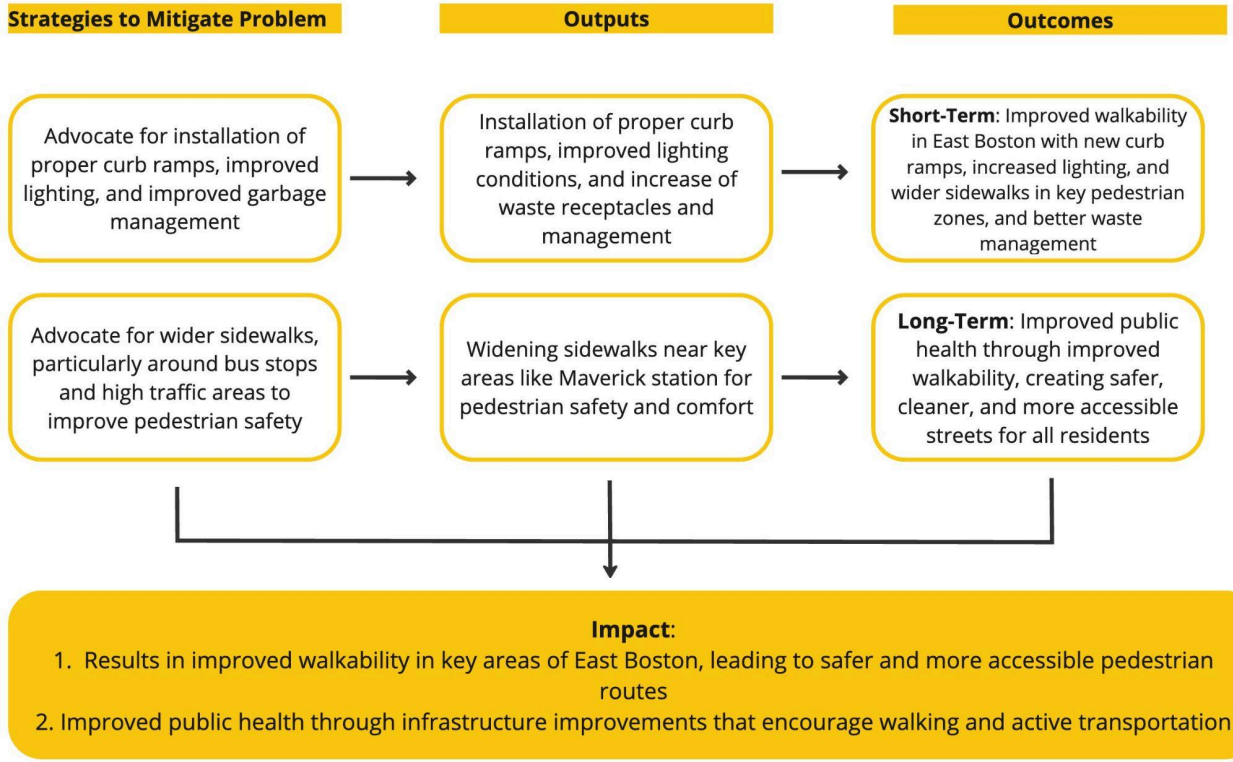 Strategies to Mitigate Problem
Outputs
Outcomes
Advocate for installation of
proper curb ramps, improved
lighting, and improved garbage
management
Installation of proper curb
ramps, improved lighting
conditions, and increase of
waste receptacles and
management
Short-Term: Improved walkability
in East Boston with new curb
ramps, increased lighting, and
wider sidewalks in key pedestrian
zones, and better waste
management
Advocate for wider sidewalks,
particularly around bus stops
and high traffic areas to
improve pedestrian safety
Widening sidewalks near key
areas like Maverick station for
pedestrian safety and comfort
Long-Term: Improved public
health through improved
walkability, creating safer,
cleaner, and more accessible
streets for all residents
Impact:
1. Results in improved walkability in key areas of East Boston, leading to safer and more accessible pedestrian
routes
2. Improved public health through infrastructure improvements that encourage walking and active transportation